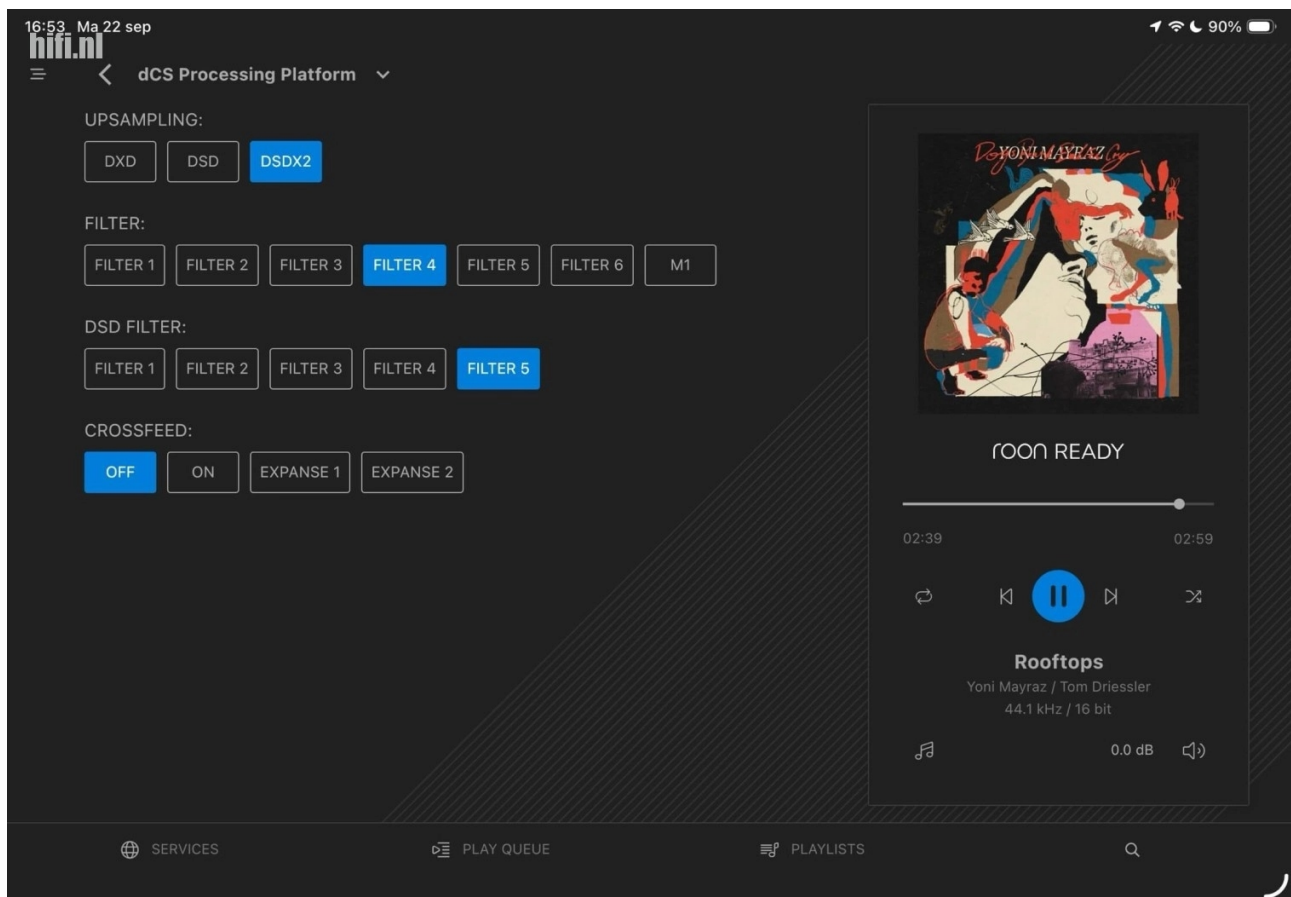 16:53 Ma 22 sep
90%
hifi.nl
dCS Processing Platform
UPSAMPLING:
DXD DSD DSDX2
FILTER:
FILTER 1 FILTER 2 FILTER 3 FILTER 4 FILTER 5 FILTER 6 M1
DSD FILTER:
FILTER 1 FILTER 2 FILTER 3 FILTER 4 FILTER 5
CROSSFEED:
OFF ON EXPANSE 1 EXPANSE 2
YONI MAYRAZ
roon READY
02:39 02:59
Rooftops
Yoni Mayraz / Tom Driessler
44.1 kHz / 16 bit
0.0 dB
SERVICES PLAY QUEUE PLAYLISTS